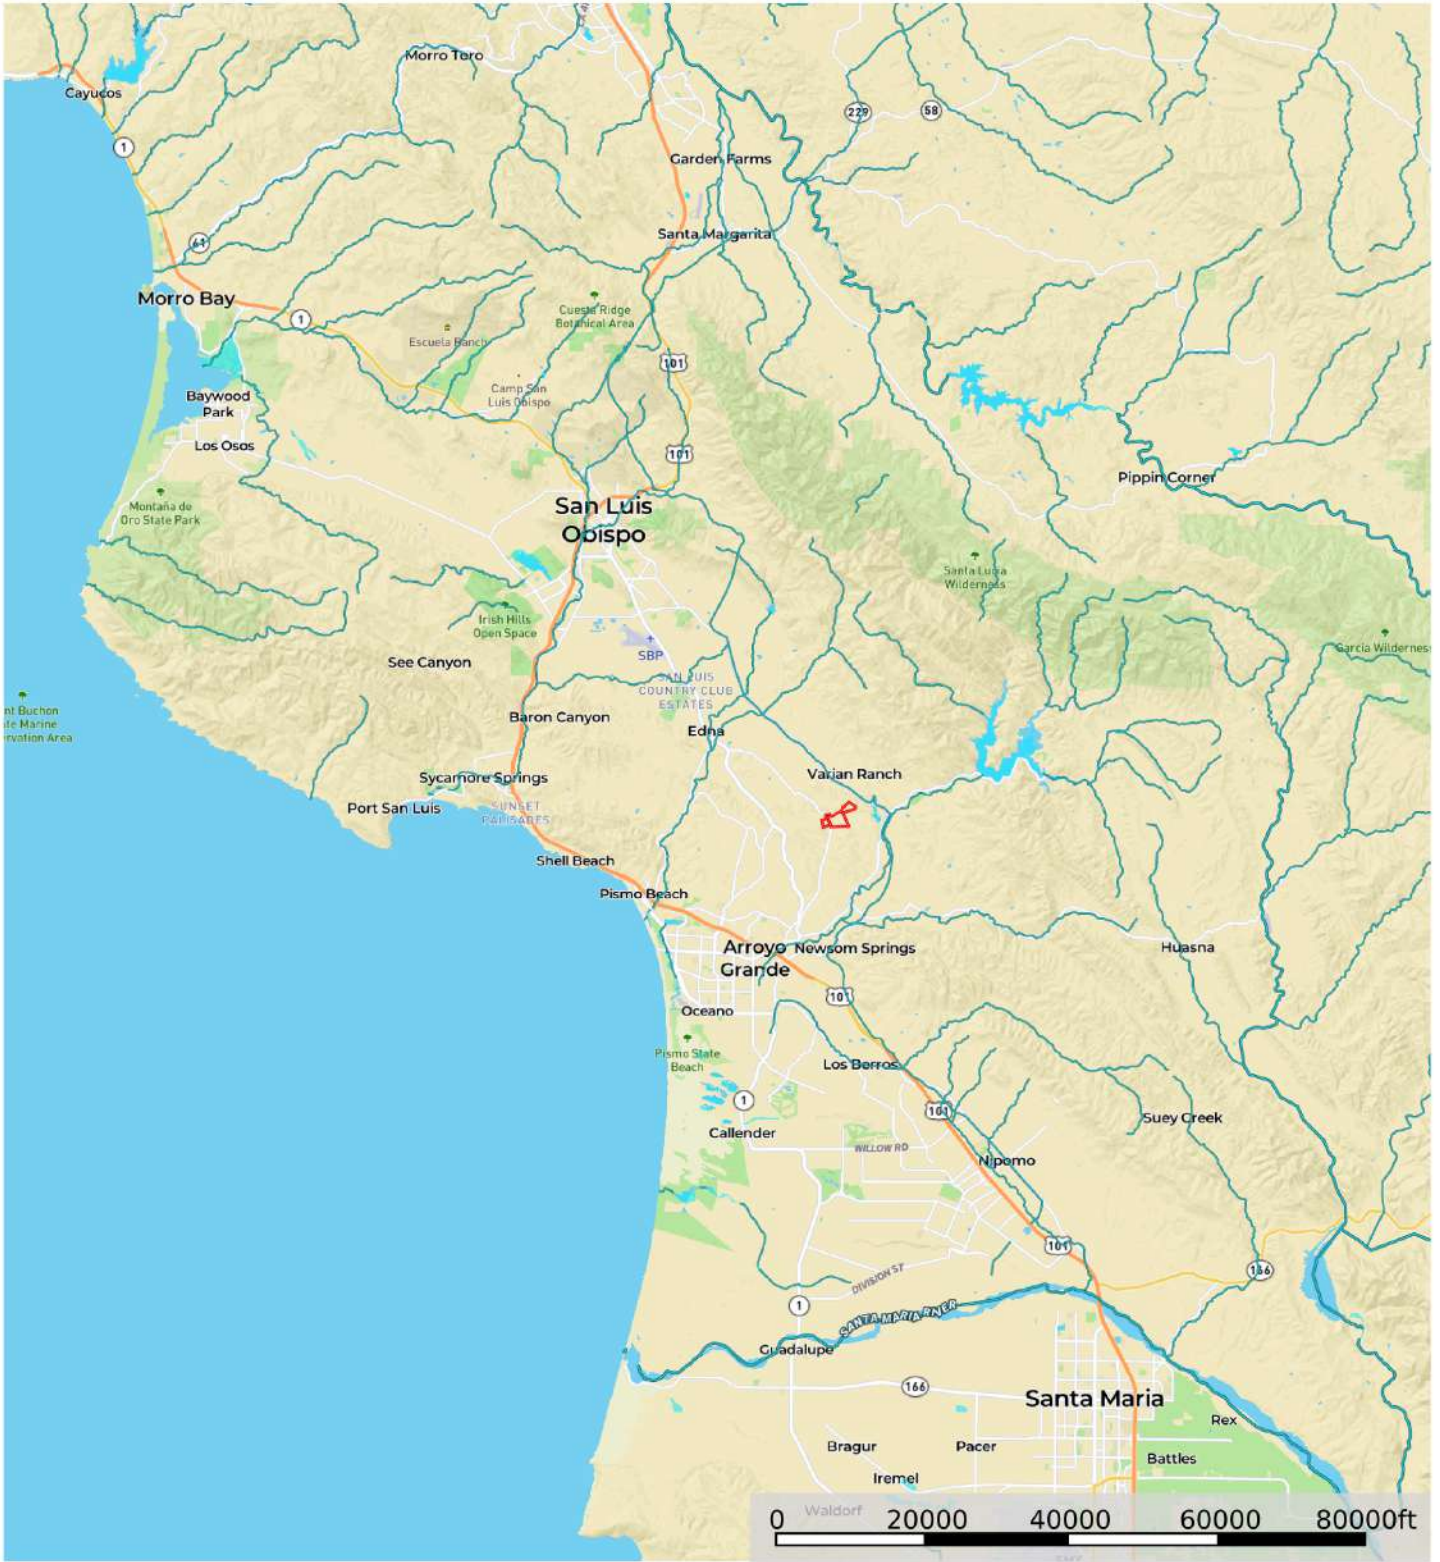 Morro Toro
Cayucos
229
58
1
Garden Farms
Santa Margarita
41
Morro Bay
Cuesta Ridge
Botanical Area
1
Escuela Ranch
101
Camp San
Luis Obispo
Baywood
Park
Los Osos
101
Pippin Corner
Montaña de
Oro State Park
San Luis
Obispo
Santa Lucia
Wilderness
Irish Hills
Open Space
SBP
Garcia Wilderness
See Canyon
SAN LUIS
COUNTRY CLUB
ESTATES
nt Buchon
te Marine
rvation Area
Baron Canyon
Edna
Varian Ranch
Sycamore Springs
Port San Luis
SUNSET
PALISADES
Shell Beach
Pismo Beach
Arroyo
Grande
Newsom Springs
Huasna
101
Oceano
Pismo State
Beach
Los Berros
1
101
Suey Creek
Callender
WILLOW RD
Nipomo
101
166
DIVISION ST
1
SANTA MARIA RIVER
Guadalupe
166
Santa Maria
Rex
Bragur
Pacer
Battles
Iremel
Waldorf
0 20000 40000 60000 80000ft